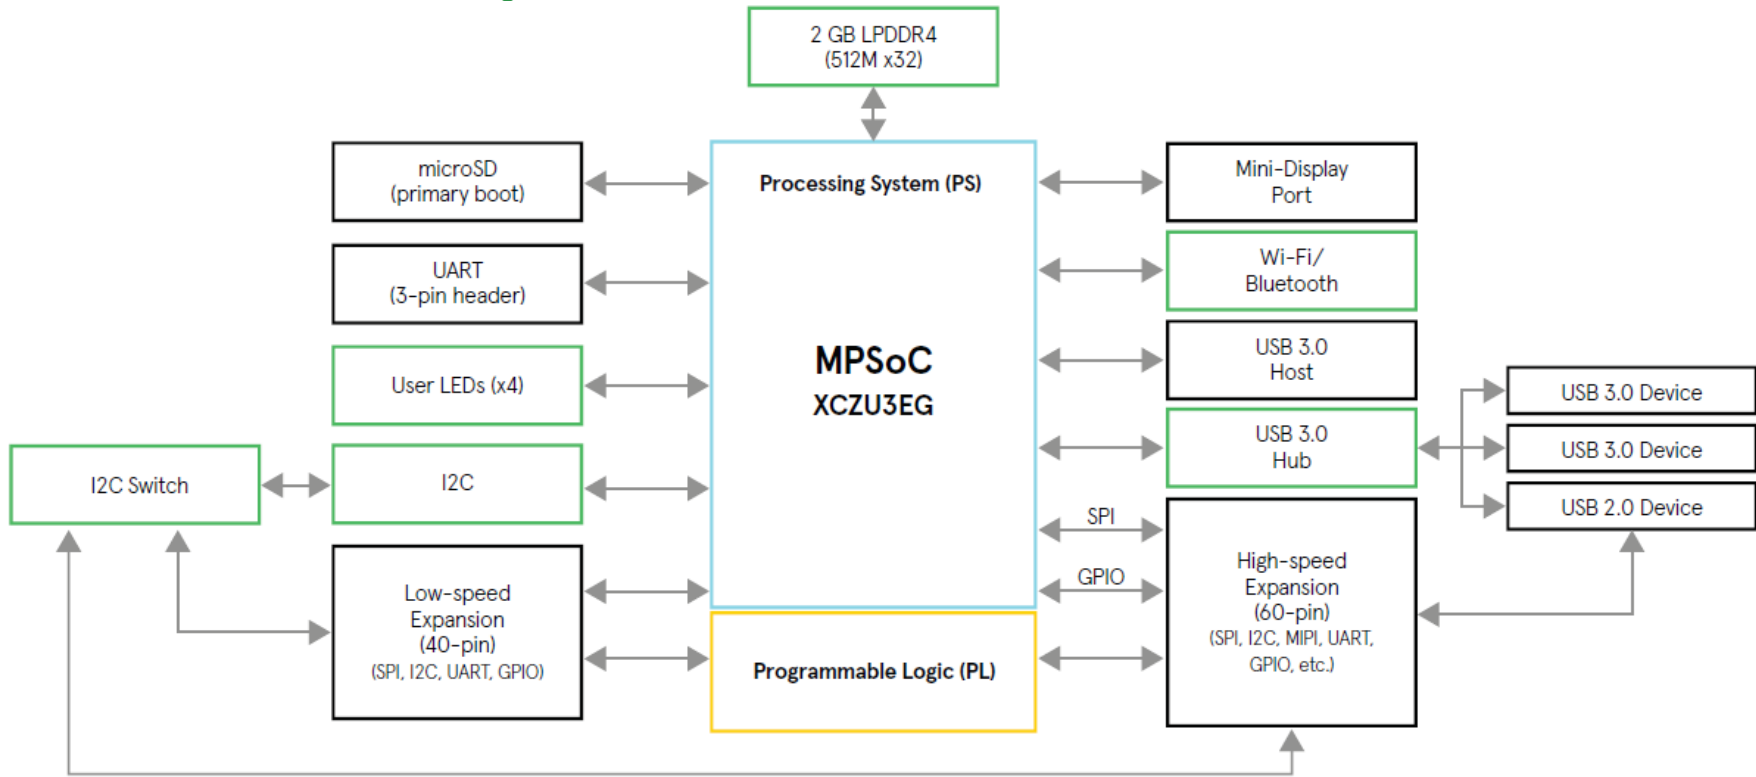 2 GB LPDDR4
(512M x32)
microSD
(primary boot)
Processing System (PS)
Mini-Display
Port
UART
(3-pin header)
Wi-Fi/
Bluetooth
MPSoC
XCZU3EG
USB 3.0
Host
User LEDs (x4)
USB 3.0
Hub
USB 3.0 Device
USB 3.0 Device
USB 2.0 Device
I2C Switch
I2C
SPI
GPIO
Low-speed
Expansion
(40-pin)
(SPI, I2C, UART, GPIO)
Programmable Logic (PL)
High-speed
Expansion
(60-pin)
(SPI, I2C, MIPI, UART,
GPIO, etc.)